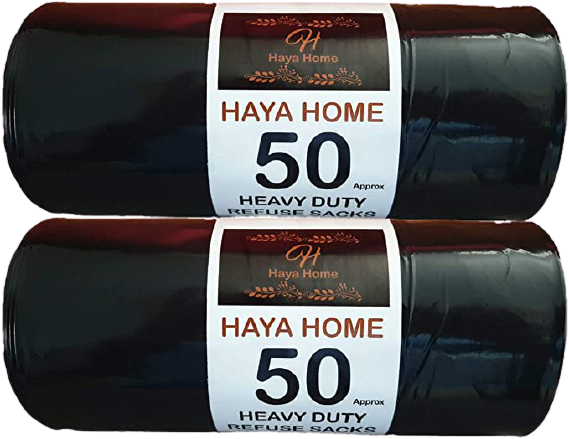 H
Haya Home
HAYA HOME
50
Approx
HEAVY DUTY
REFUSE SACKS
H
Haya Home
HAYA HOME
50
Approx
HEAVY DUTY
REFUSE SACKS